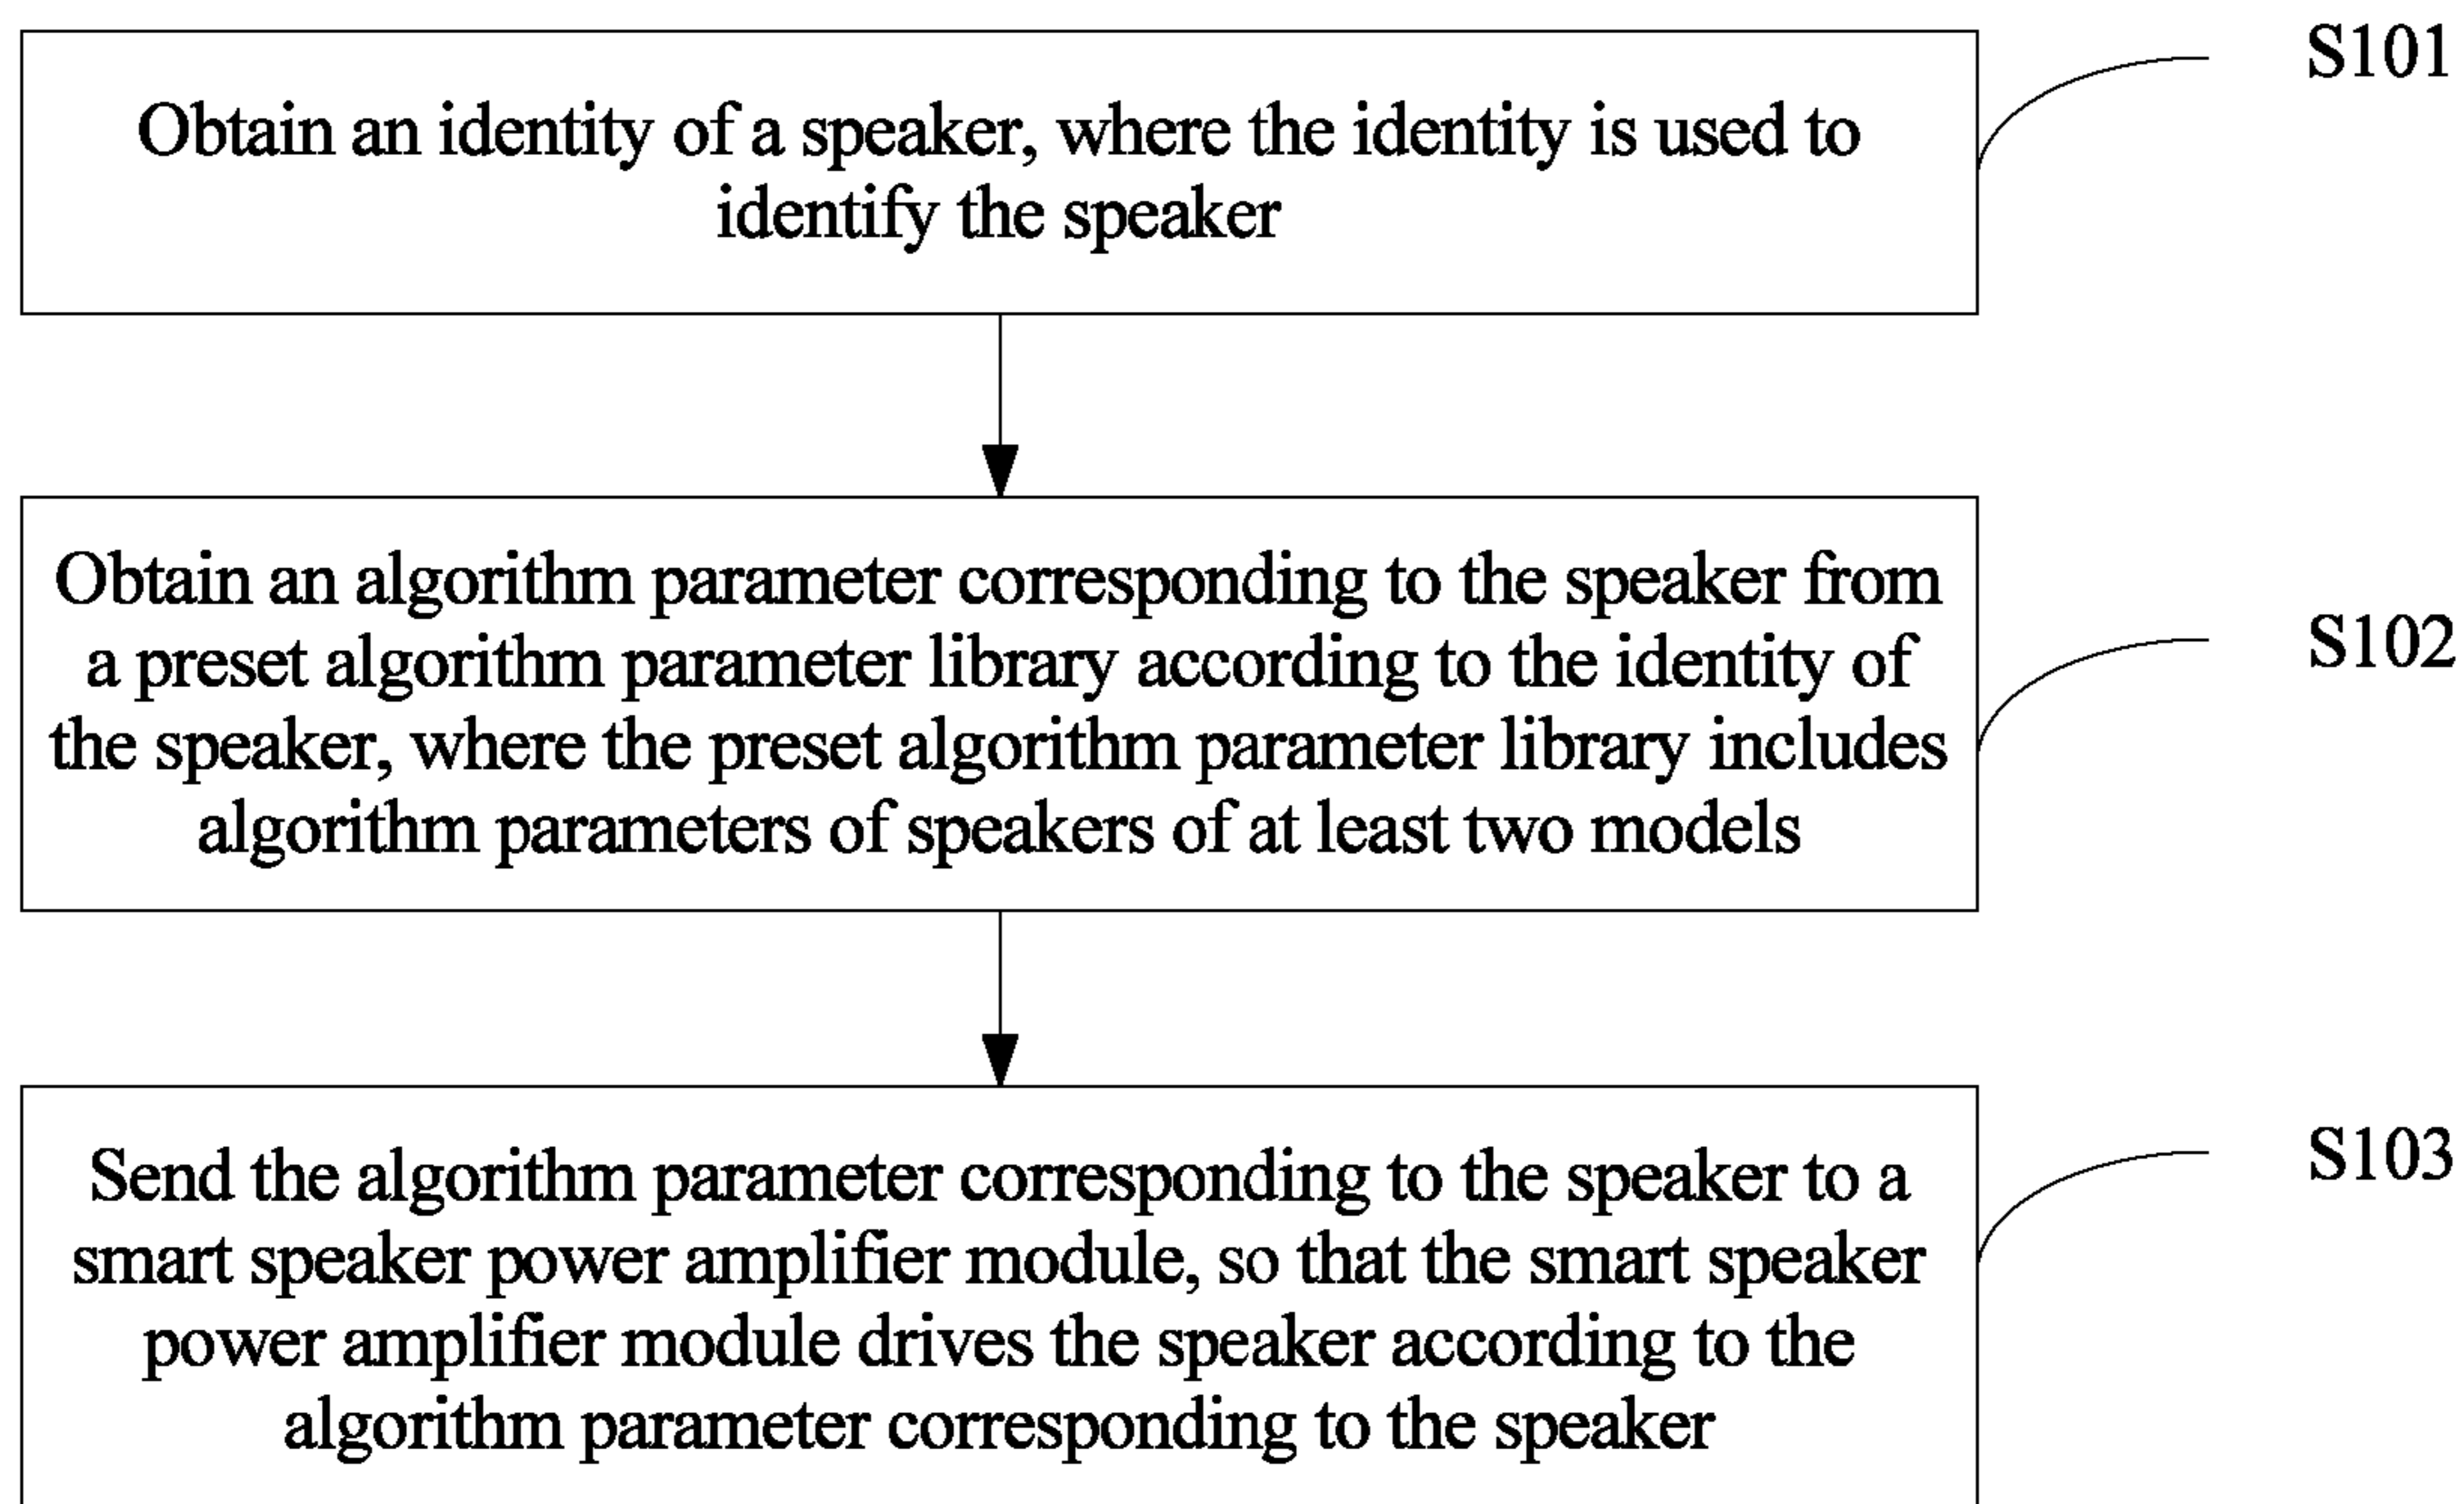 S101
Obtain an identity of a speaker, where the identity is used to
identify the speaker
Obtain an algorithm parameter corresponding to the speaker from
a preset algorithm parameter library according to the identity of
the speaker, where the preset algorithm parameter library includes
algorithm parameters of speakers of at least two models
S102
Send the algorithm parameter corresponding to the speaker to a
smart speaker power amplifier module, so that the smart speaker
power amplifier module drives the speaker according to the
algorithm parameter corresponding to the speaker
S103